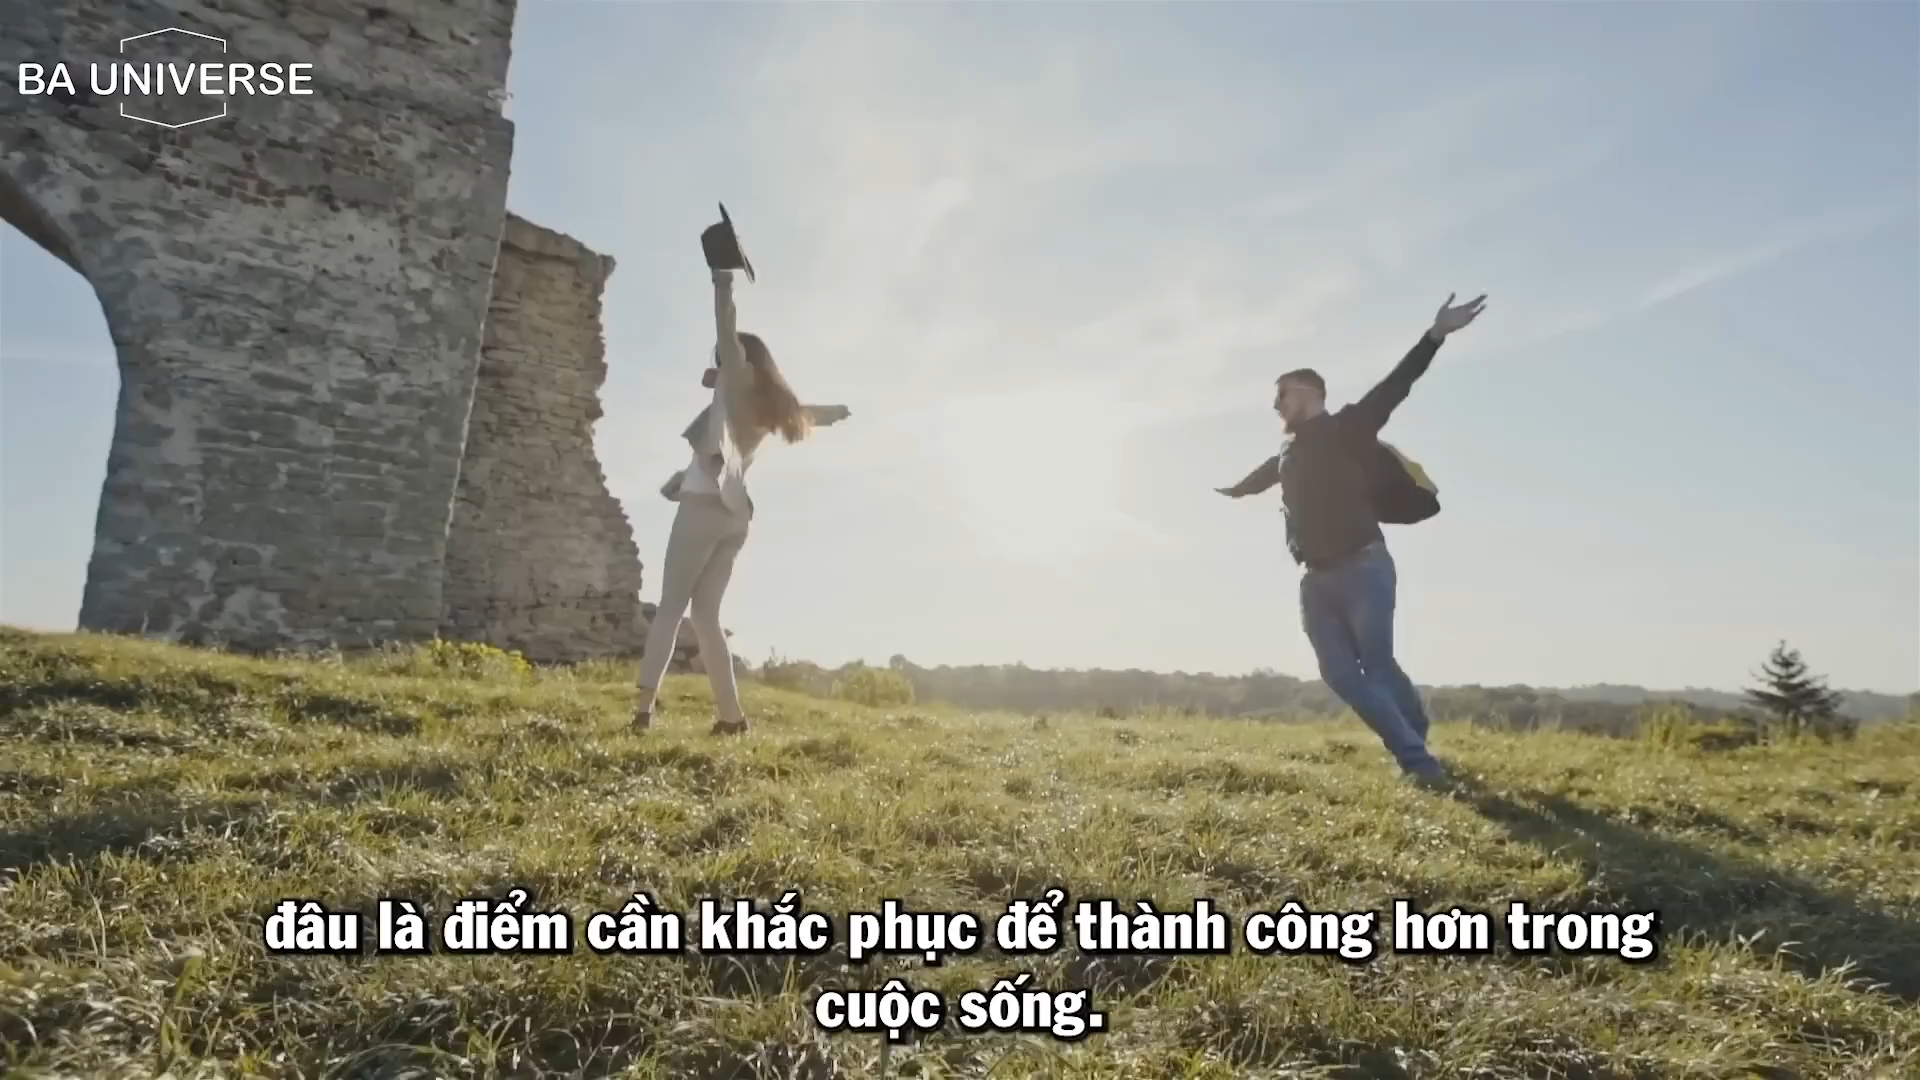 BA UNIVERSE
đâu là điểm cần khắc phục để thành công hơn trong
cuộc sống.